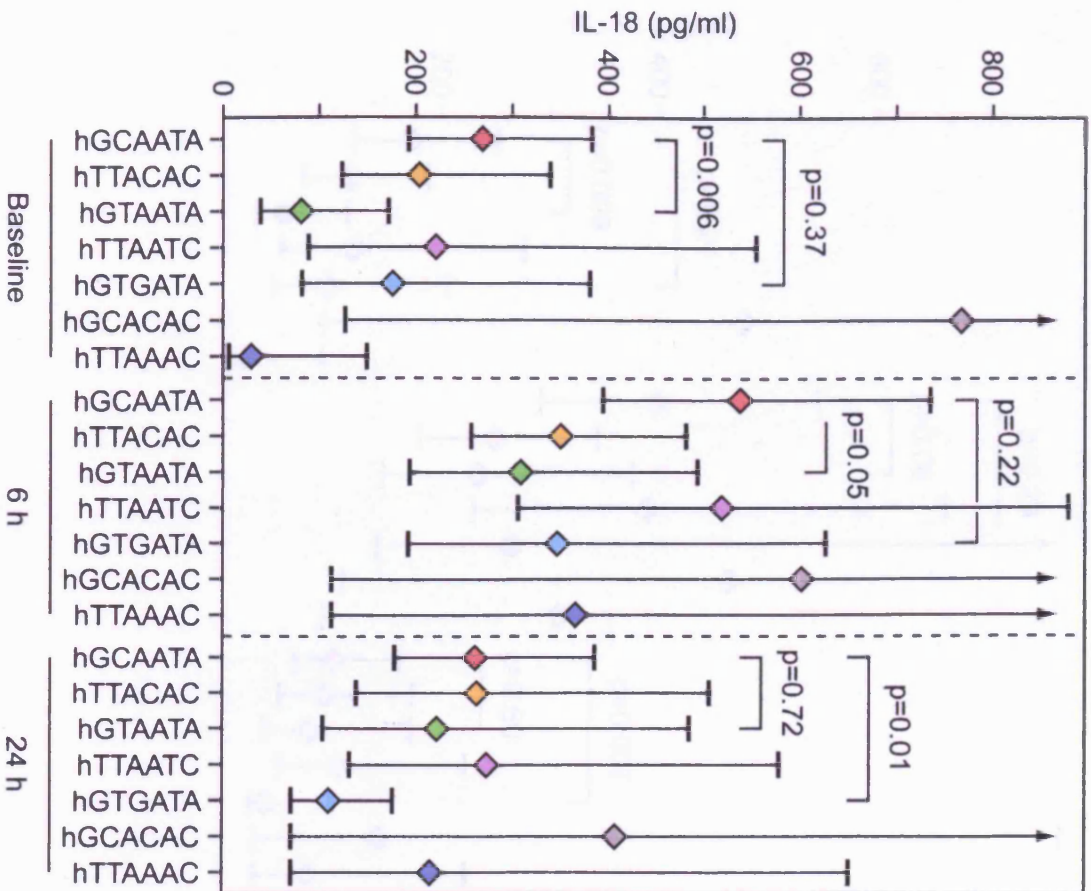 IL-18 (pg/ml)
0
200
400
600
800
hGCAATA
hTTACAC
hGTAATA
hTTAATC
hGTGATA
hGCACAC
hTTAAAC
Baseline
p=0.006
p=0.37
hGCAATA
hTTACAC
hGTAATA
hTTAATC
hGTGATA
hGCACAC
hTTAAAC
6 h
p=0.05
p=0.22
hGCAATA
hTTACAC
hGTAATA
hTTAATC
hGTGATA
hGCACAC
hTTAAAC
24 h
p=0.72
p=0.01